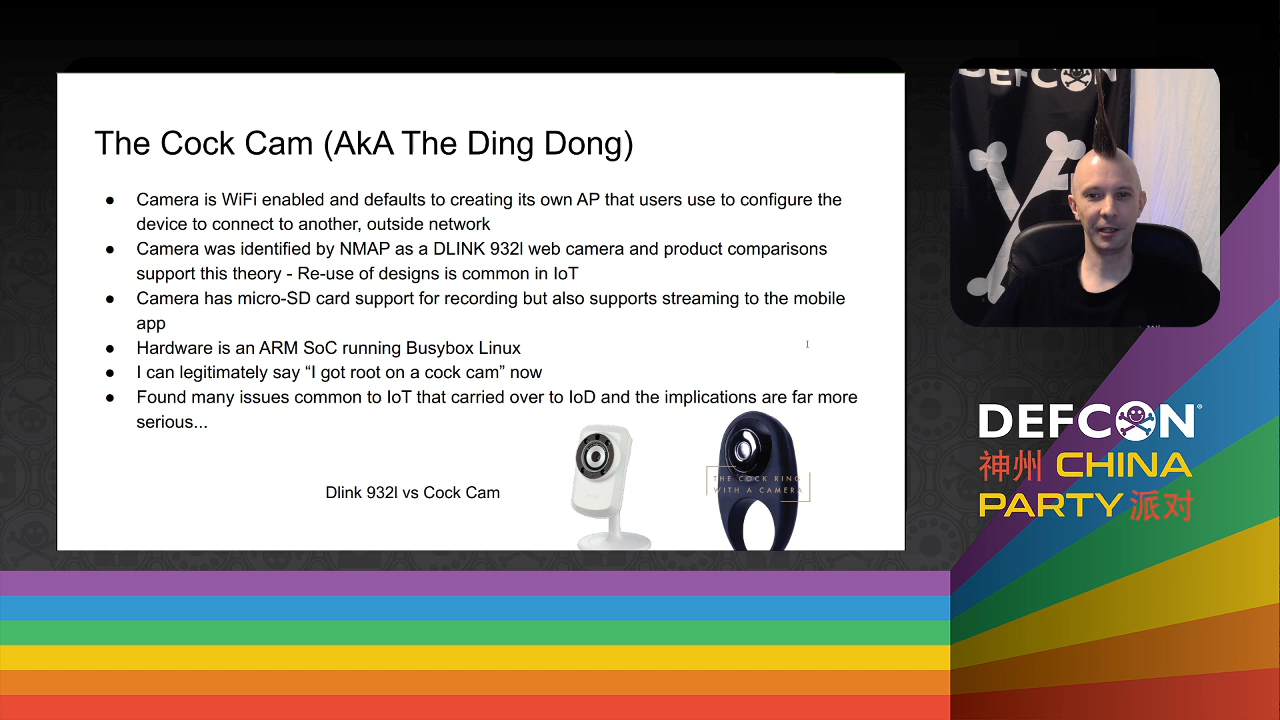 The Cock Cam (AkA The Ding Dong)
● Camera is WiFi enabled and defaults to creating its own AP that users use to configure the
device to connect to another, outside network
● Camera was identified by NMAP as a DLINK 932l web camera and product comparisons
support this theory - Re-use of designs is common in IoT
● Camera has micro-SD card support for recording but also supports streaming to the mobile
app
● Hardware is an ARM SoC running Busybox Linux
● I can legitimately say “I got root on a cock cam” now
● Found many issues common to IoT that carried over to IoD and the implications are far more
serious...
Dlink 932l vs Cock Cam
THE COCK RING
WITH A CAMERA
DEFCON
DEFCON®
神州 CHINA
PARTY 派对